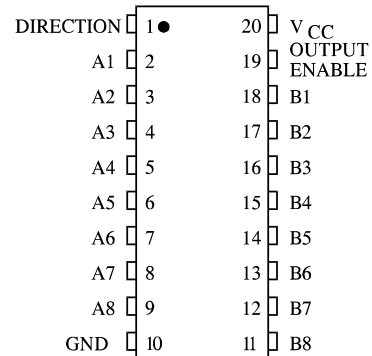 DIRECTION 1 20 V CC
A1 2 19 OUTPUT ENABLE
A2 3 18 B1
A3 4 17 B2
A4 5 16 B3
A5 6 15 B4
A6 7 14 B5
A7 8 13 B6
A8 9 12 B7
GND 10 11 B8